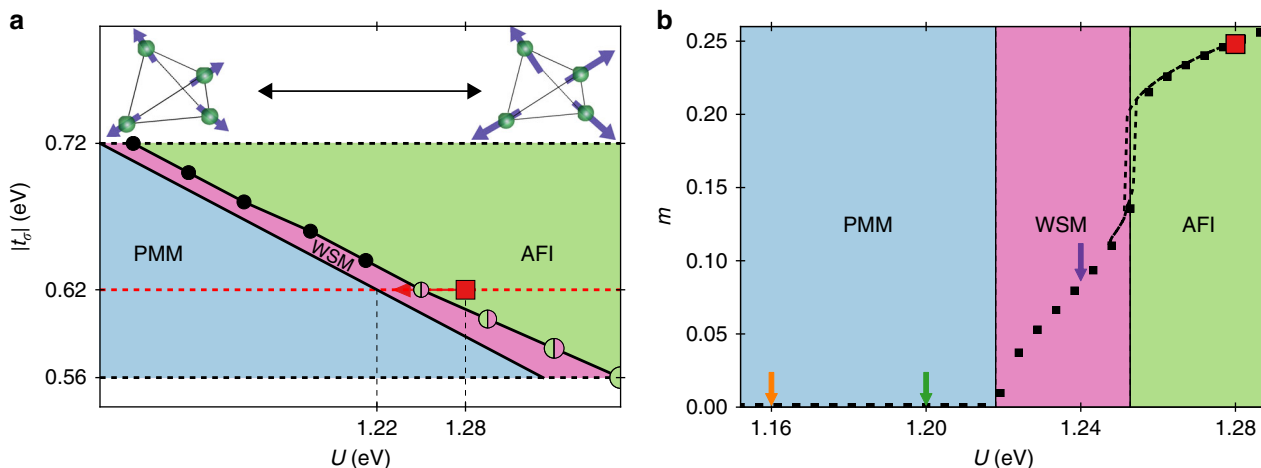 a
0.72
0.62
0.56
|tσ| (eV)
PMM
WSM
AFI
1.22
1.28
U (eV)
b
0.25
0.20
0.15
0.10
0.05
0.00
m
PMM
WSM
AFI
1.16
1.20
1.24
1.28
U (eV)